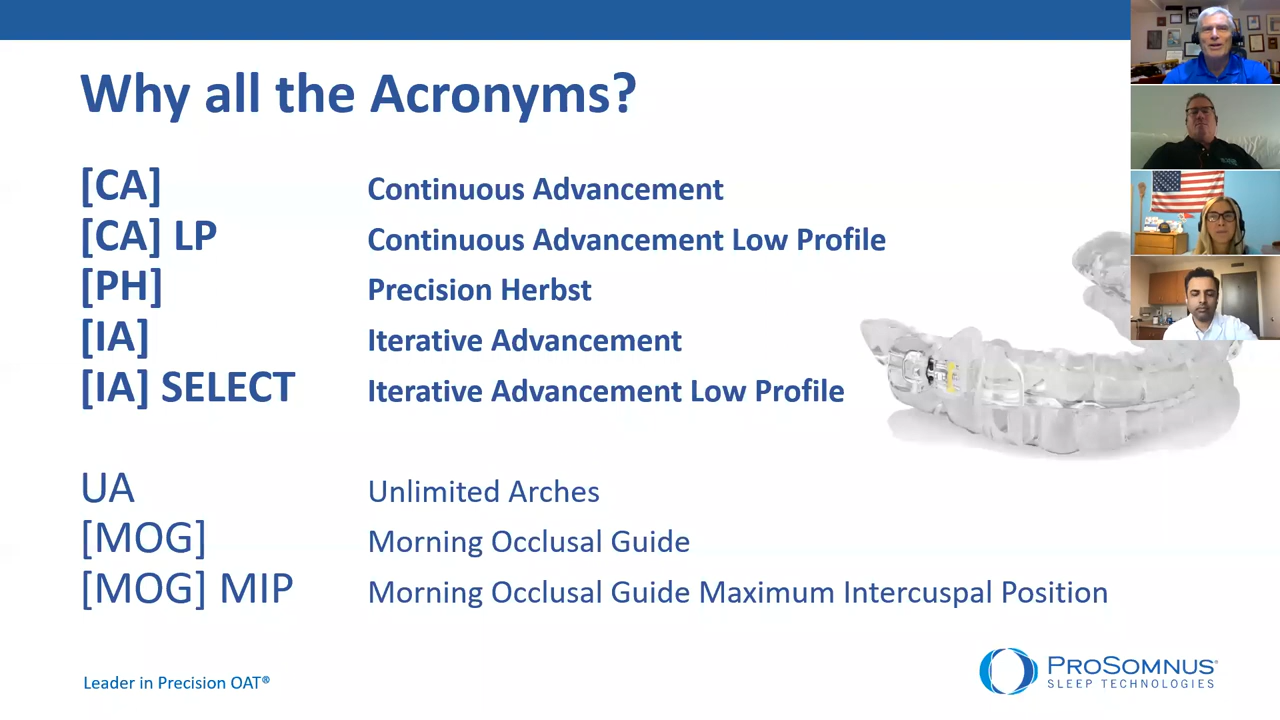 Why all the Acronyms?
[CA] Continuous Advancement
[CA] LP Continuous Advancement Low Profile
[PH] Precision Herbst
[IA] Iterative Advancement
[IA] SELECT Iterative Advancement Low Profile
UA Unlimited Arches
[MOG] Morning Occlusal Guide
[MOG] MIP Morning Occlusal Guide Maximum Intercuspal Position
Leader in Precision OAT®
PROSOMNUS®
SLEEP TECHNOLOGIES